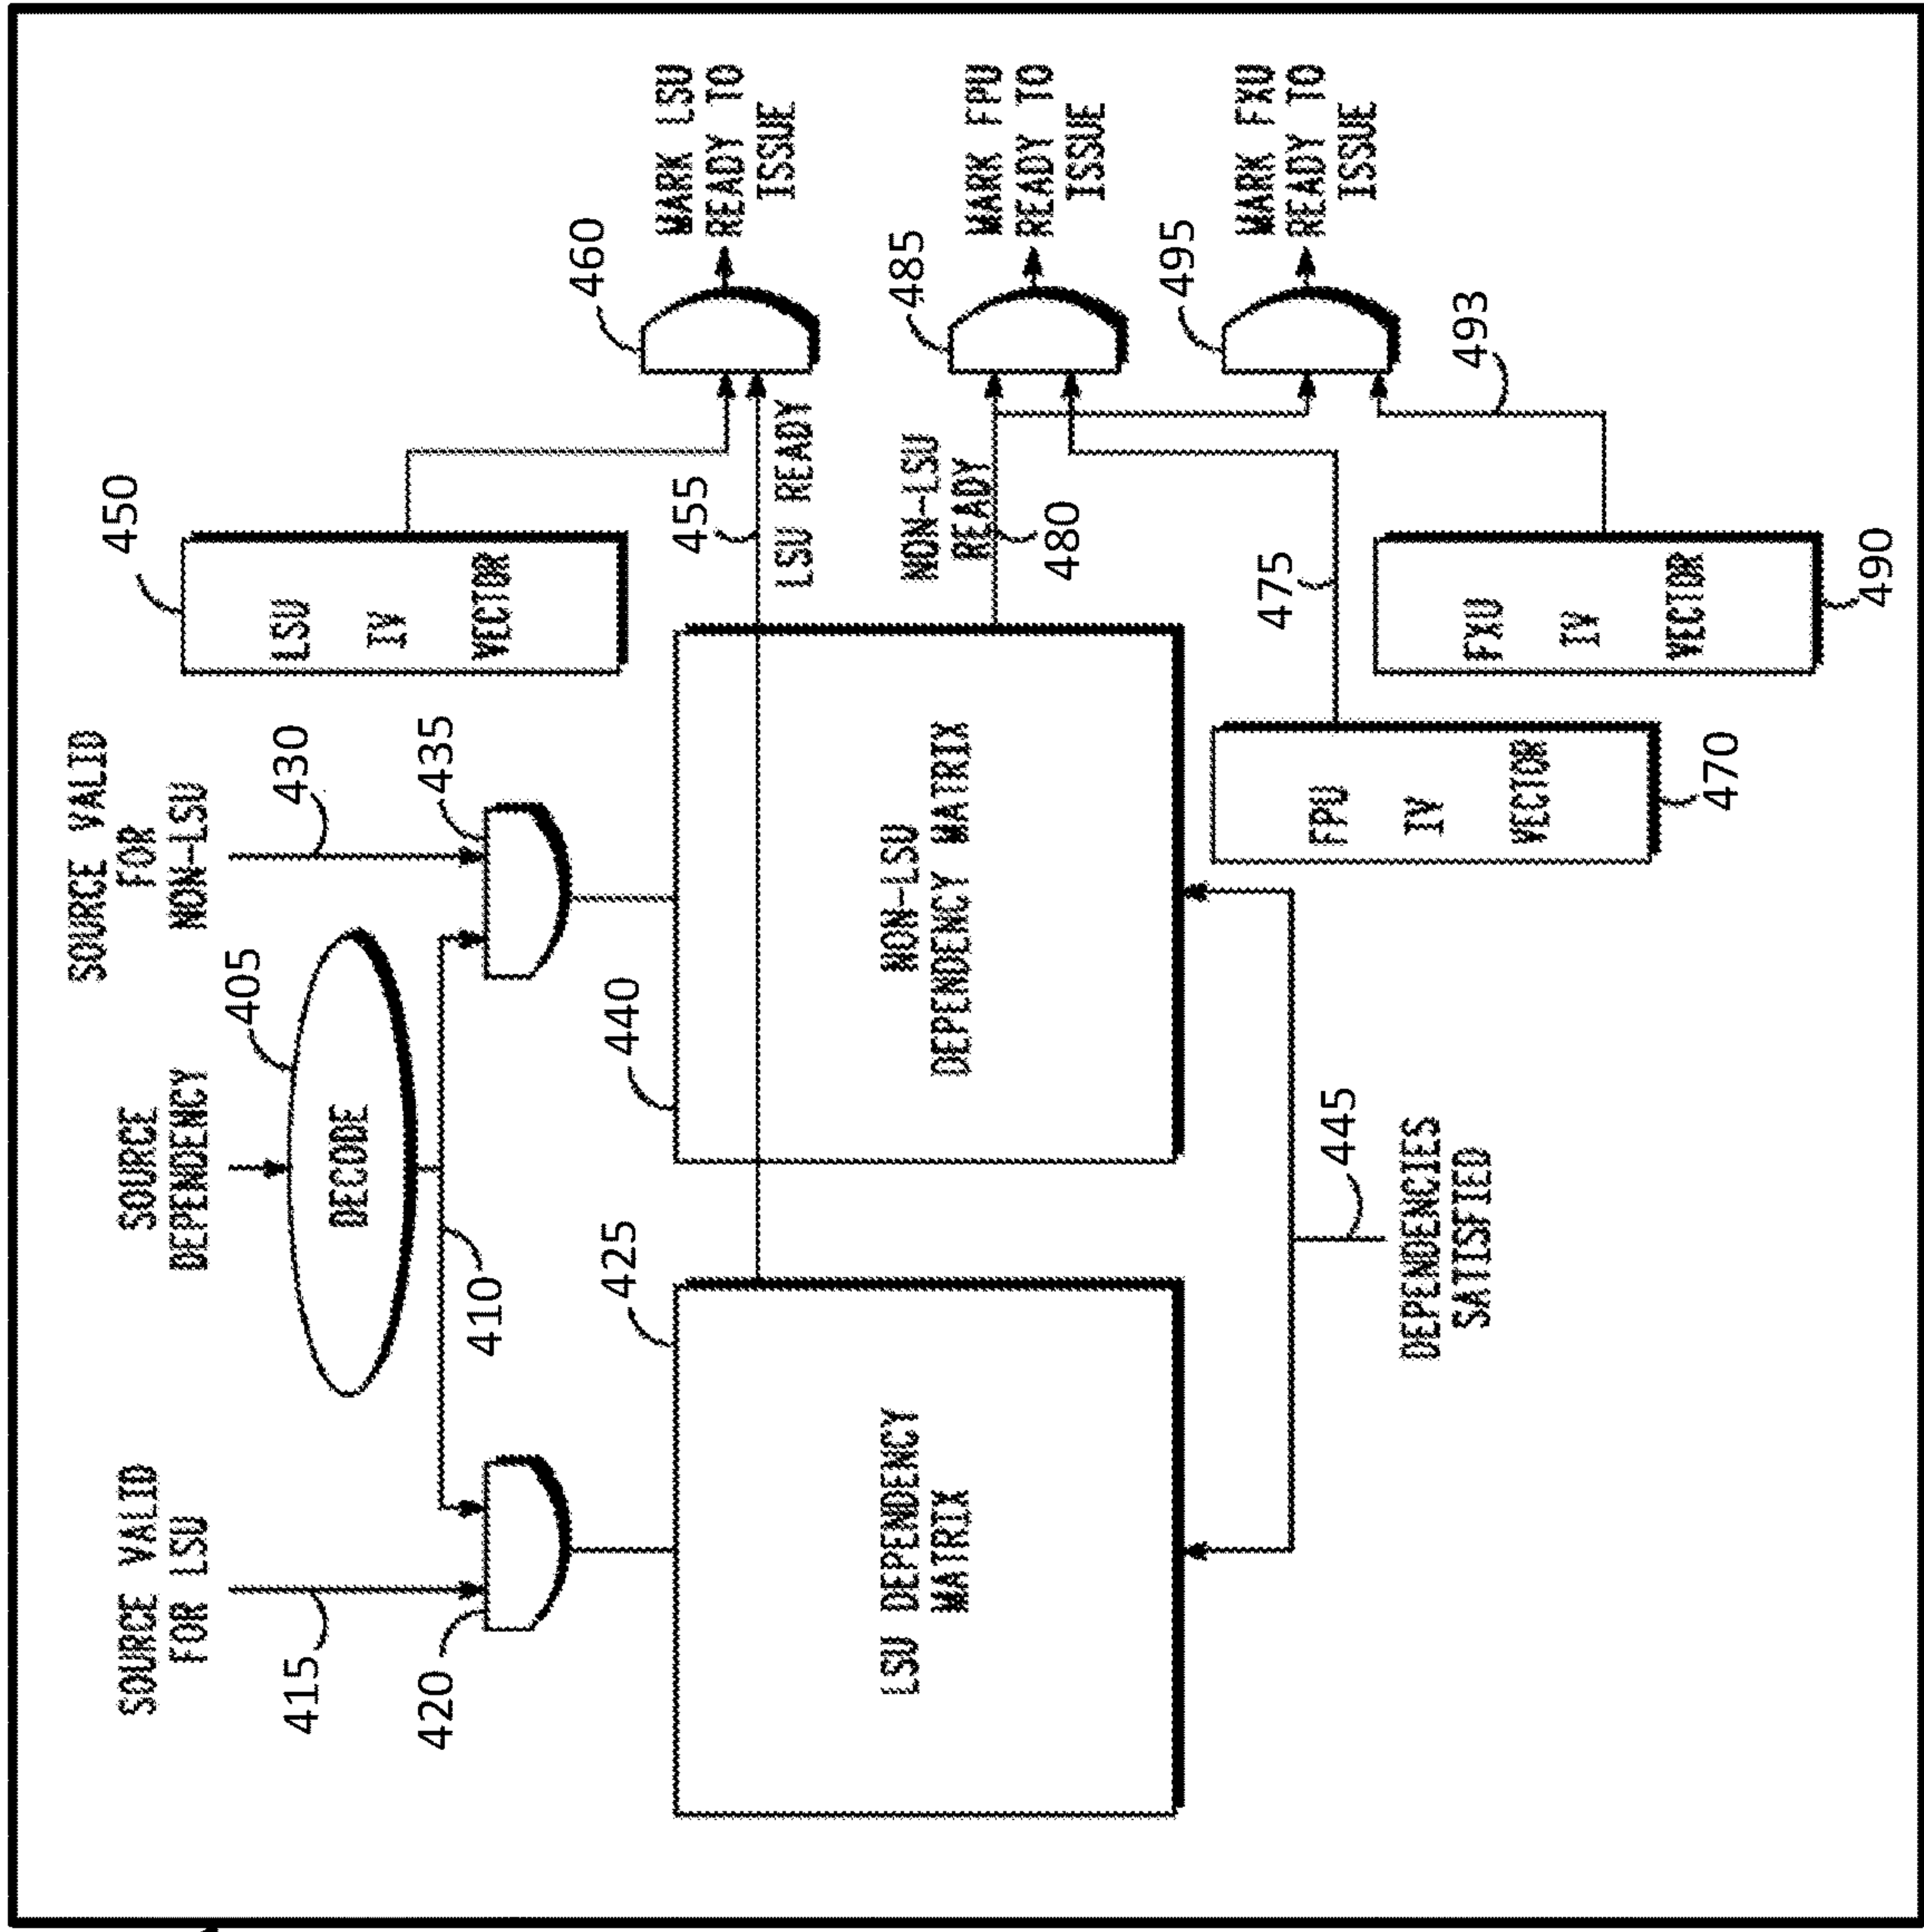 SOURCE VALID
FOR LSU
415
420
SOURCE
DEPENDENCY
405
DECODE
410
SOURCE VALID
FOR
NON-LSU
430
435
425
LSU DEPENDENCY
MATRIX
440
NON-LSU
DEPENDENCY MATRIX
445
DEPENDENCIES
SATISFIED
450
LSU
IV
VECTOR
455
LSU READY
460
MARK LSU
READY TO
ISSUE
NON-LSU
READY
480
485
MARK FPU
READY TO
ISSUE
475
FPU
IV
VECTOR
470
495
MARK FXU
READY TO
ISSUE
493
FXU
IV
VECTOR
490